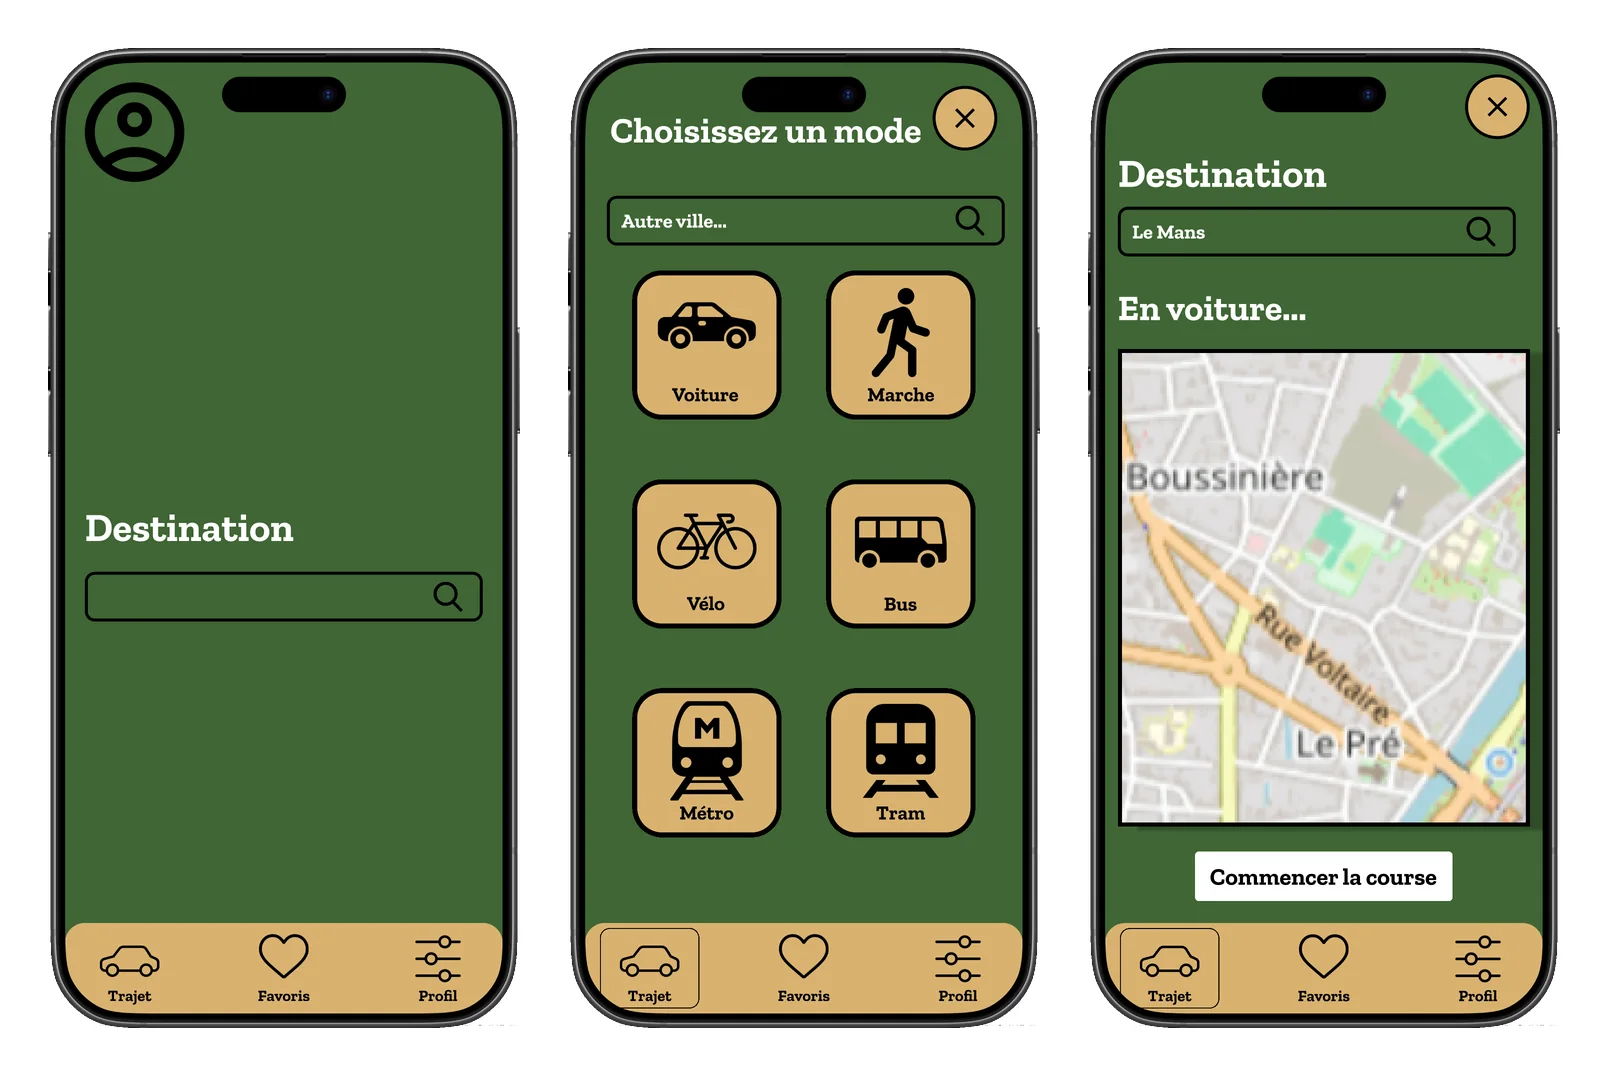 Destination
Trajet
Favoris
Profil
Choisissez un mode
Autre ville...
Voiture
Marche
Vélo
Bus
M
Métro
Tram
Trajet
Favoris
Profil
Destination
Le Mans
En voiture...
Boussinière
Rue Voltaire
Le Pré
Commencer la course
Trajet
Favoris
Profil